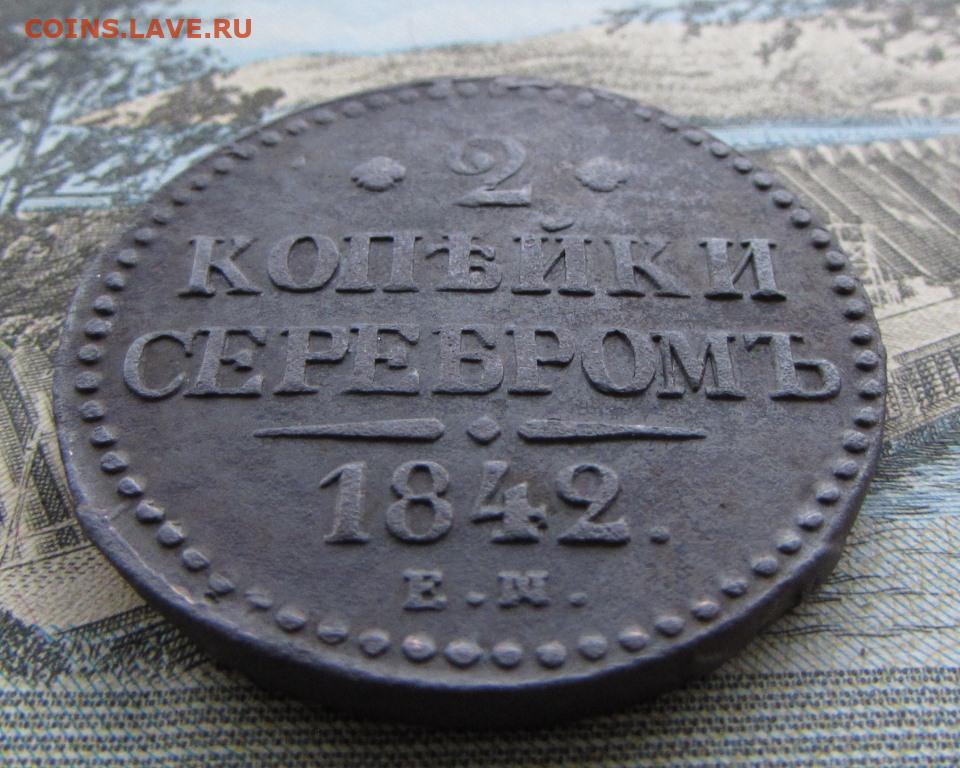 COINS.LAVE.RU
2
КОПѢЙКИ
СЕРЕБРОМЪ
1842.
Е.М.